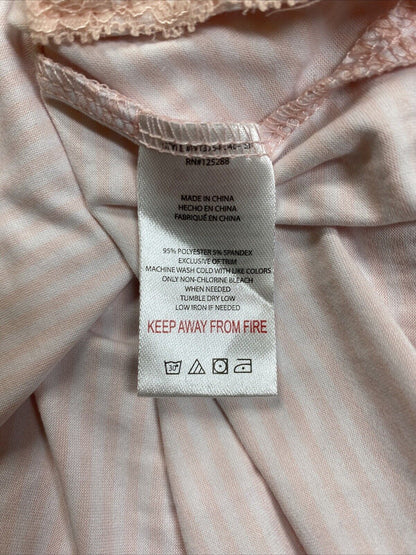 RN#125288
MADE IN CHINA
HECHO EN CHINA
FABRIQUÉ EN CHINA
95% POLYESTER 5% SPANDEX
EXCLUSIVE OF TRIM
MACHINE WASH COLD WITH LIKE COLORS
ONLY NON-CHLORINE BLEACH
WHEN NEEDED
TUMBLE DRY LOW
LOW IRON IF NEEDED
KEEP AWAY FROM FIRE
30°